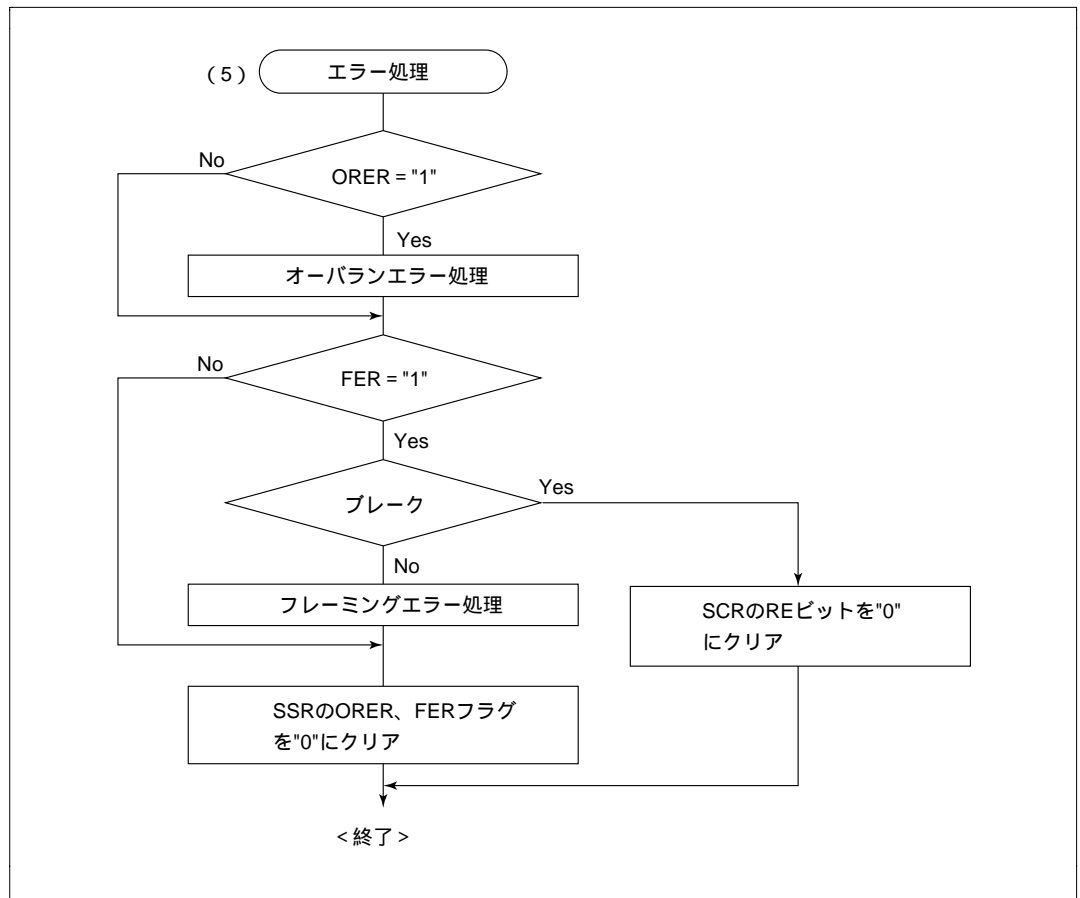 (5) エラー処理
No
ORER = "1"
Yes
オーバランエラー処理
No
FER = "1"
Yes
ブレーク
Yes
No
フレーミングエラー処理
SCRのREビットを"0"
にクリア
SSRのORER、FERフラグ
を"0"にクリア
<終了>